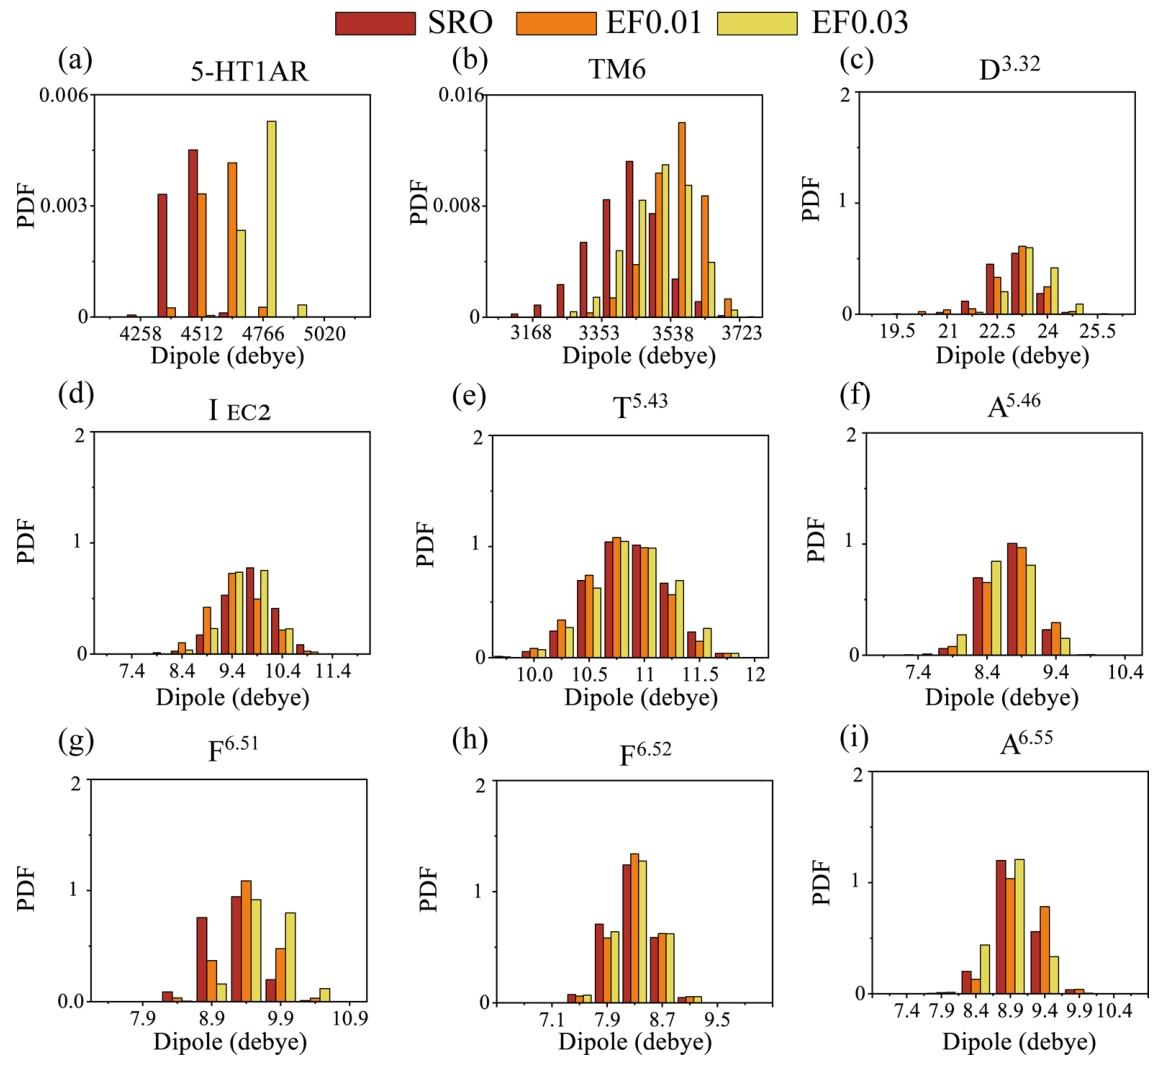 SRO EF0.01 EF0.03
(a) 5-HT1AR
0.006
0.003
0
PDF
4258 4512 4766 5020
Dipole (debye)
(b) TM6
0.016
0.008
0
PDF
3168 3355 3538 3723
Dipole (debye)
(c) D3.32
2
1
0
PDF
19.5 21 22.5 24 25.5
Dipole (debye)
(d) I EC2
2
1
0
PDF
7.4 8.4 9.4 10.4 11.4
Dipole (debye)
(e) T5.43
2
1
0
PDF
10.0 10.5 11 11.5 12
Dipole (debye)
(f) A5.46
2
1
0
PDF
7.4 8.4 9.4 10.4
Dipole (debye)
(g) F6.51
2
1
0.0
PDF
7.9 8.9 9.9 10.9
Dipole (debye)
(h) F6.52
2
1
0
PDF
7.1 7.9 8.7 9.5
Dipole (debye)
(i) A6.55
2
1
0
PDF
7.4 7.9 8.4 8.9 9.4 9.9 10.4
Dipole (debye)